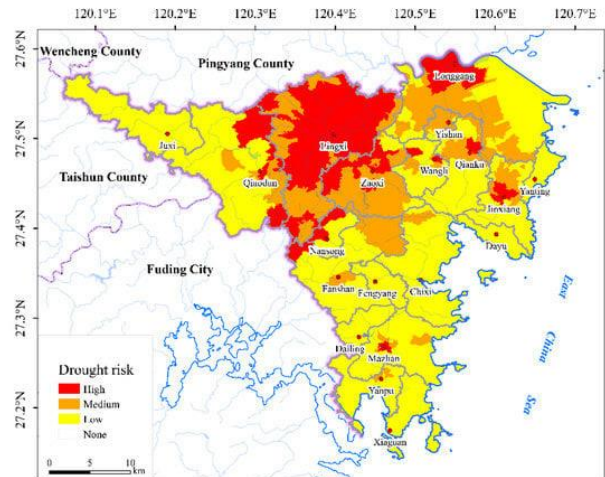 120.1°E 120.2°E 120.3°E 120.4°E 120.5°E 120.6°E 120.7°E
27.6°N
Wencheng County
Pingyang County
Longgang
27.5°N
Juxi
Pingxi
Yishan
Taishun County
Qiaodun
Zaoxi
Wangli
Qianku
Yanting
Jinxiang
27.4°N
Dayu
Nansong
Fuding City
Fanshan
Fengyang
Chixi
East China Sea
27.3°N
Dailing
Mazhan
Drought risk
High
Medium
Low
None
Yanpu
27.2°N
Xiaguan
0 5 10
km